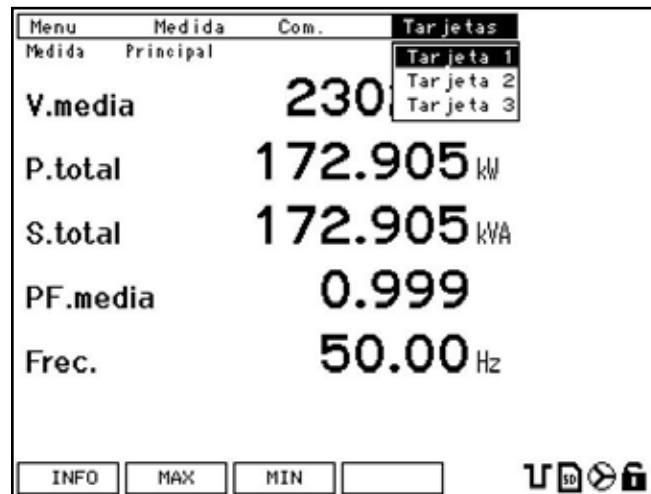 Menu Medida Com. Tarjetas
Medida Principal
Tarjeta 1
Tarjeta 2
Tarjeta 3
V.media
P.total 172.905 kW
S.total 172.905 kVA
PF.media 0.999
Frec. 50.00 Hz
INFO MAX MIN
SD